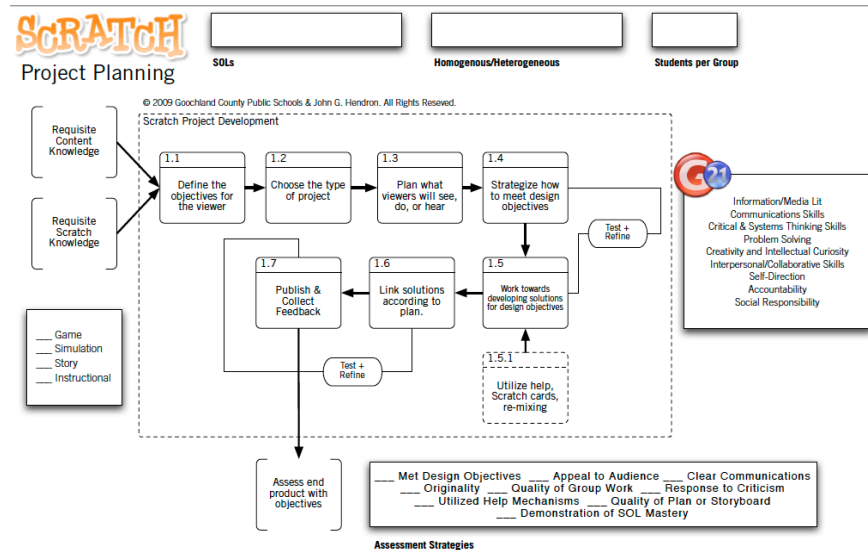 SCRATCH
Project Planning
SOLs
Homogenous/Heterogeneous
Students per Group
© 2009 Goochland County Public Schools & John G. Hendron. All Rights Reseved.
Scratch Project Development
Requisite
Content
Knowledge
Requisite
Scratch
Knowledge
1.1
Define the
objectives for
the viewer
1.2
Choose the type
of project
1.3
Plan what
viewers will see,
do, or hear
1.4
Strategize how
to meet design
objectives
Test +
Refine
1.7
Publish &
Collect
Feedback
1.6
Link solutions
according to
plan.
1.5
Work towards
developing solutions
for design objectives
Test +
Refine
1.5.1
Utilize help,
Scratch cards,
re-mixing
G21
Information/Media Lit
Communications Skills
Critical & Systems Thinking Skills
Problem Solving
Creativity and Intellectual Curiosity
Interpersonal/Collaborative Skills
Self-Direction
Accountability
Social Responsibility
___ Game
___ Simulation
___ Story
___ Instructional
Assess end
product with
objectives
___ Met Design Objectives ___ Appeal to Audience ___ Clear Communications
___ Originality ___ Quality of Group Work ___ Response to Criticism
___ Utilized Help Mechanisms ___ Quality of Plan or Storyboard
___ Demonstration of SOL Mastery
Assessment Strategies